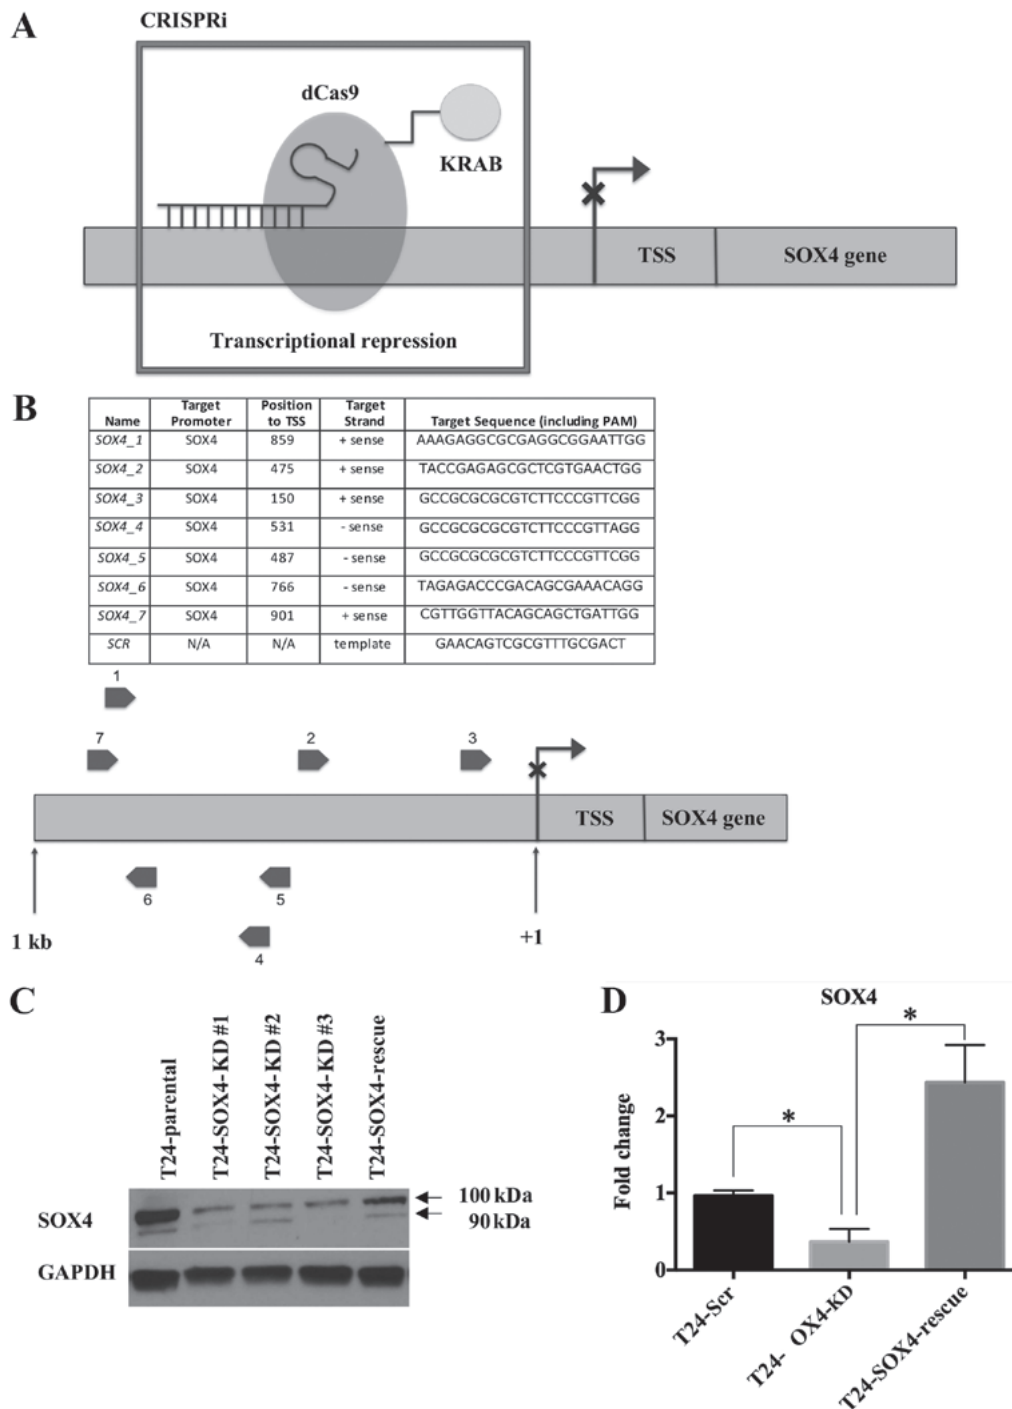 A
CRISPRi
dCas9
KRAB
TSS
SOX4 gene
Transcriptional repression
B
Name Target Promoter Position to TSS Target Strand Target Sequence (including PAM)
SOX4_1 SOX4 859 + sense AAAGAGGCGCGAGGCGGAATTGG
SOX4_2 SOX4 475 + sense TACCGAGAGCGCTCGTGAACTGG
SOX4_3 SOX4 150 + sense GCCGCGCGCGTCTTCCCGTTCGG
SOX4_4 SOX4 531 - sense GCCGCGCGCGTCTTCCCGTTAGG
SOX4_5 SOX4 487 - sense GCCGCGCGCGTCTTCCCGTTCGG
SOX4_6 SOX4 766 - sense TAGAGACCCGACAGCGAAACAGG
SOX4_7 SOX4 901 + sense CGTTGGTTACAGCAGCTGATTGG
SCR N/A N/A template GAACAGTCGCGTTTGCGACT
1
7
2
3
TSS
SOX4 gene
6
5
4
1 kb
+1
C
T24-parental
T24-SOX4-KD #1
T24-SOX4-KD #2
T24-SOX4-KD #3
T24-SOX4-rescue
SOX4
100 kDa
90 kDa
GAPDH
D
SOX4
*
*
Fold change
3
2
1
0
T24-Scr
T24- OX4-KD
T24-SOX4-rescue